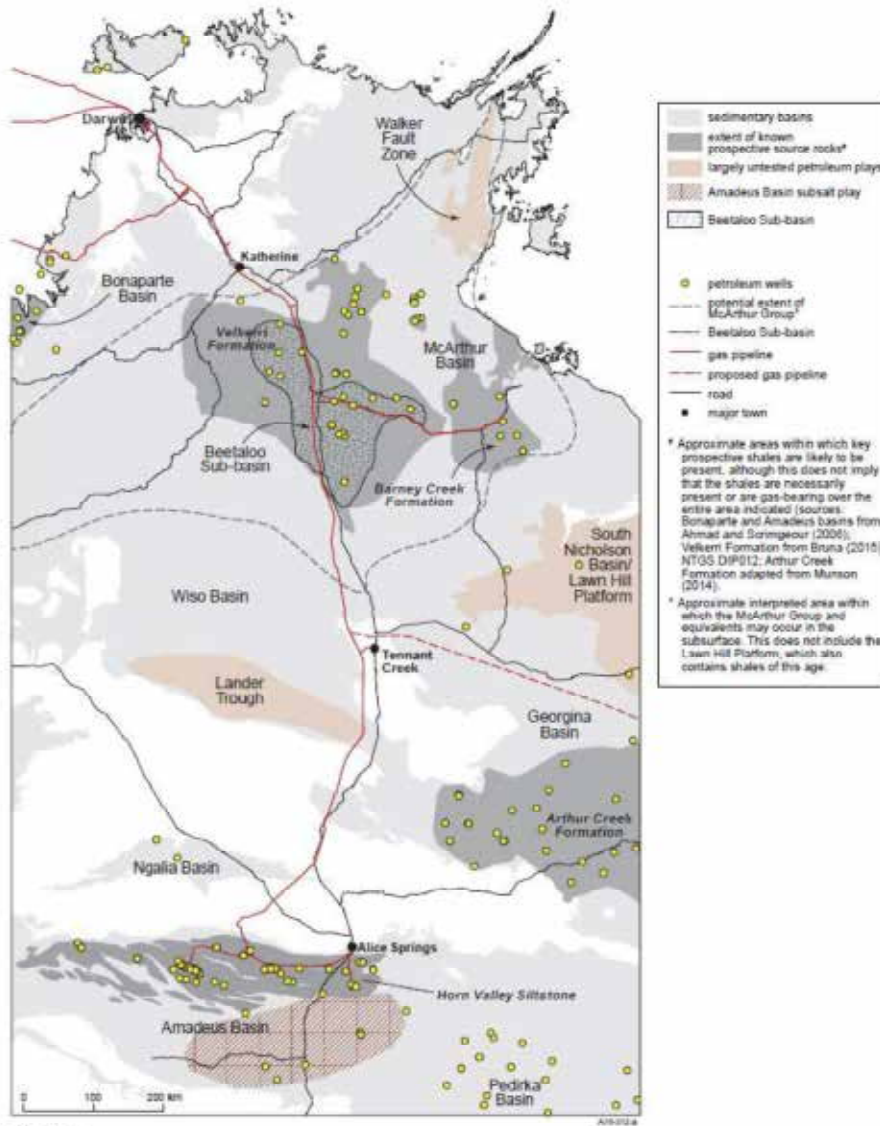 Darwin
Walker
Fault
Zone
Katherine
Bonaparte
Basin
Velkerri
Formation
McArthur
Basin
Beetaloo
Sub-basin
Barney Creek
Formation
South
Nicholson
Basin/
Lawn Hill
Platform
Wiso Basin
Tennant
Creek
Lander
Trough
Georgina
Basin
Arthur Creek
Formation
Ngalia Basin
Alice Springs
Horn Valley Siltstone
Amadeus Basin
Pedirka
Basin
0 100 200 km
sedimentary basins
extent of known
prospective source rocks*
largely untested petroleum plays
Amadeus Basin subsalt play
Beetaloo Sub-basin
petroleum wells
potential extent of
McArthur Group
Beetaloo Sub-basin
gas pipeline
proposed gas pipeline
road
major town
Approximate areas within which key
prospective shales are likely to be
present, although this does not imply
that the shales are necessarily
present or are gas-bearing over the
entire area indicated (sources:
Bonaparte and Amadeus basins from
Ahmad and Scrimgeour (2006);
Velkerri Formation from Bruna (2015)
NTGS DIP012; Arthur Creek
Formation adapted from Munson
(2014).
Approximate interpreted area within
which the McArthur Group and
equivalents may occur in the
subsurface. This does not include the
Lawn Hill Platform, which also
contains shales of this age.